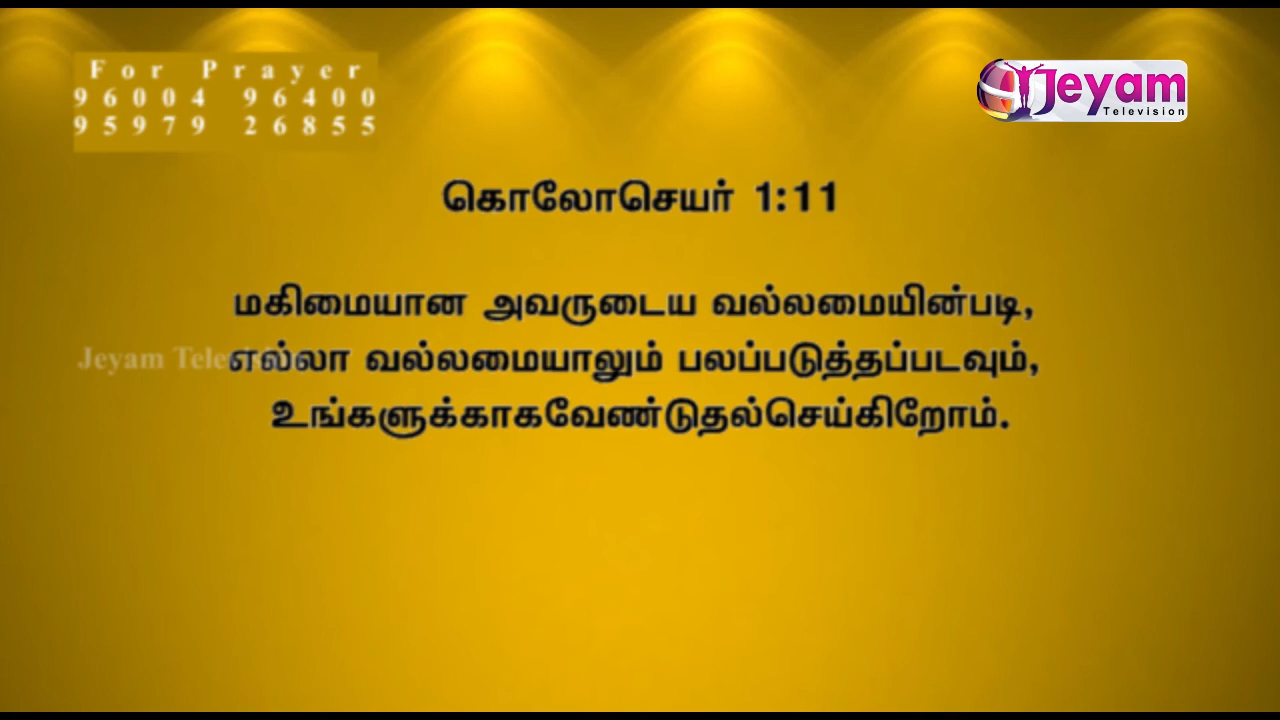 For Prayer
96004 96400
95979 26855
Jeyam
Television
கொலோசெயர் 1:11
மகிமையான அவருடைய வல்லமையின்படி,
எல்லா வல்லமையாலும் பலப்படுத்தப்படவும்,
உங்களுக்காகவேண்டுதல்செய்கிறோம்.
Jeyam Television